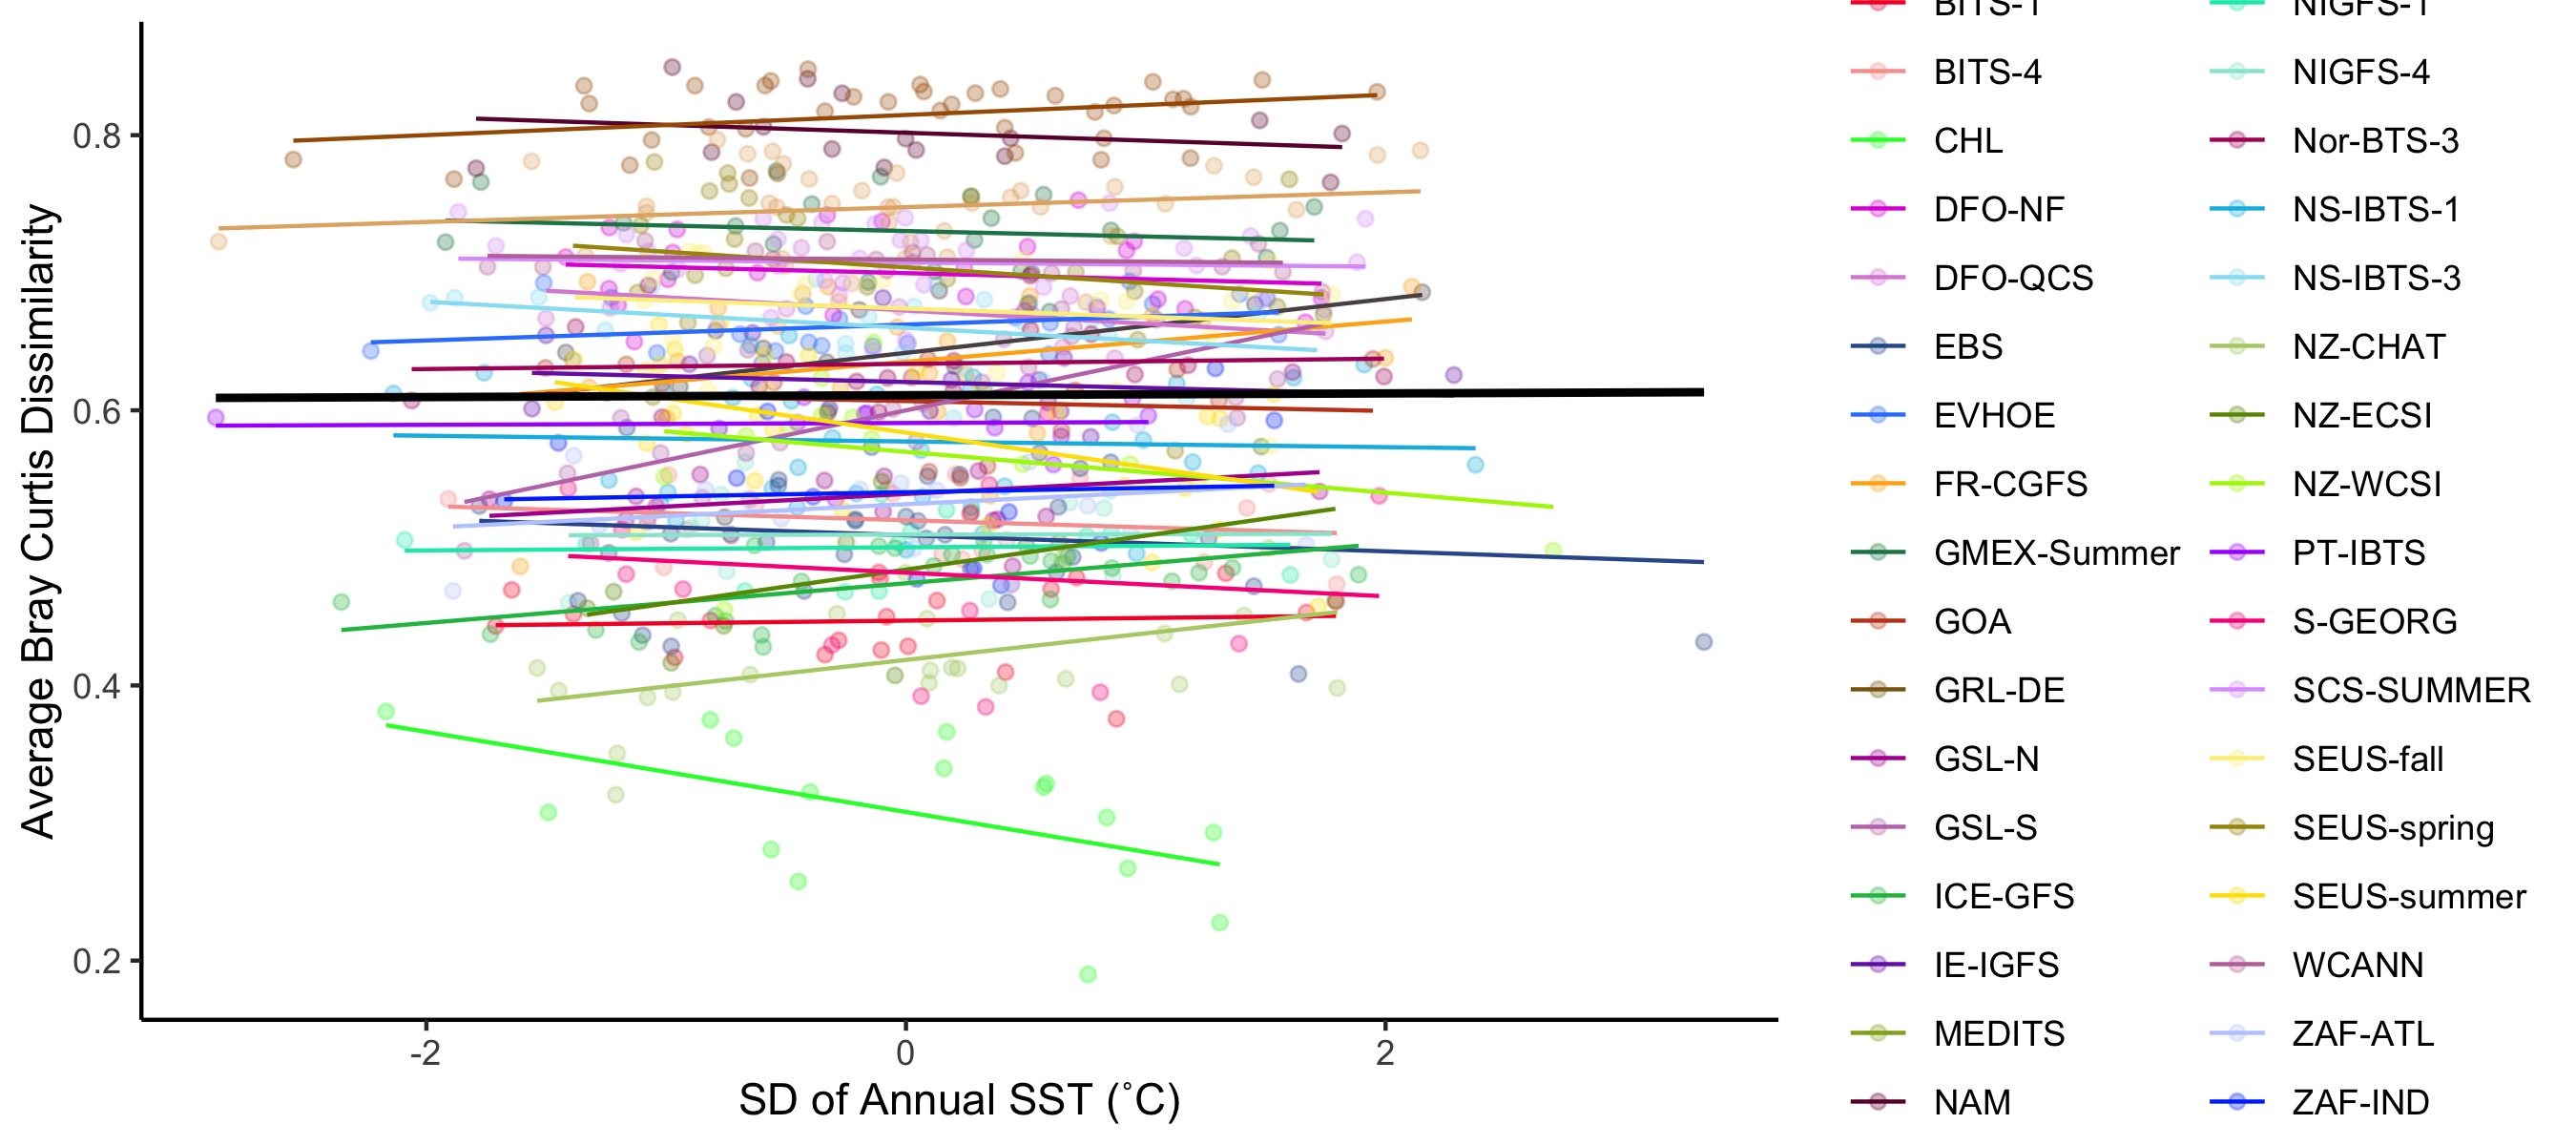 Average Bray Curtis Dissimilarity
0.8
0.6
0.4
0.2
-2 0 2
SD of Annual SST (˚C)
BITS-1 NIGFS-1
BITS-4 NIGFS-4
CHL Nor-BTS-3
DFO-NF NS-IBTS-1
DFO-QCS NS-IBTS-3
EBS NZ-CHAT
EVHOE NZ-ECSI
FR-CGFS NZ-WCSI
GMEX-Summer PT-IBTS
GOA S-GEORG
GRL-DE SCS-SUMMER
GSL-N SEUS-fall
GSL-S SEUS-spring
ICE-GFS SEUS-summer
IE-IGFS WCANN
MEDITS ZAF-ATL
NAM ZAF-IND